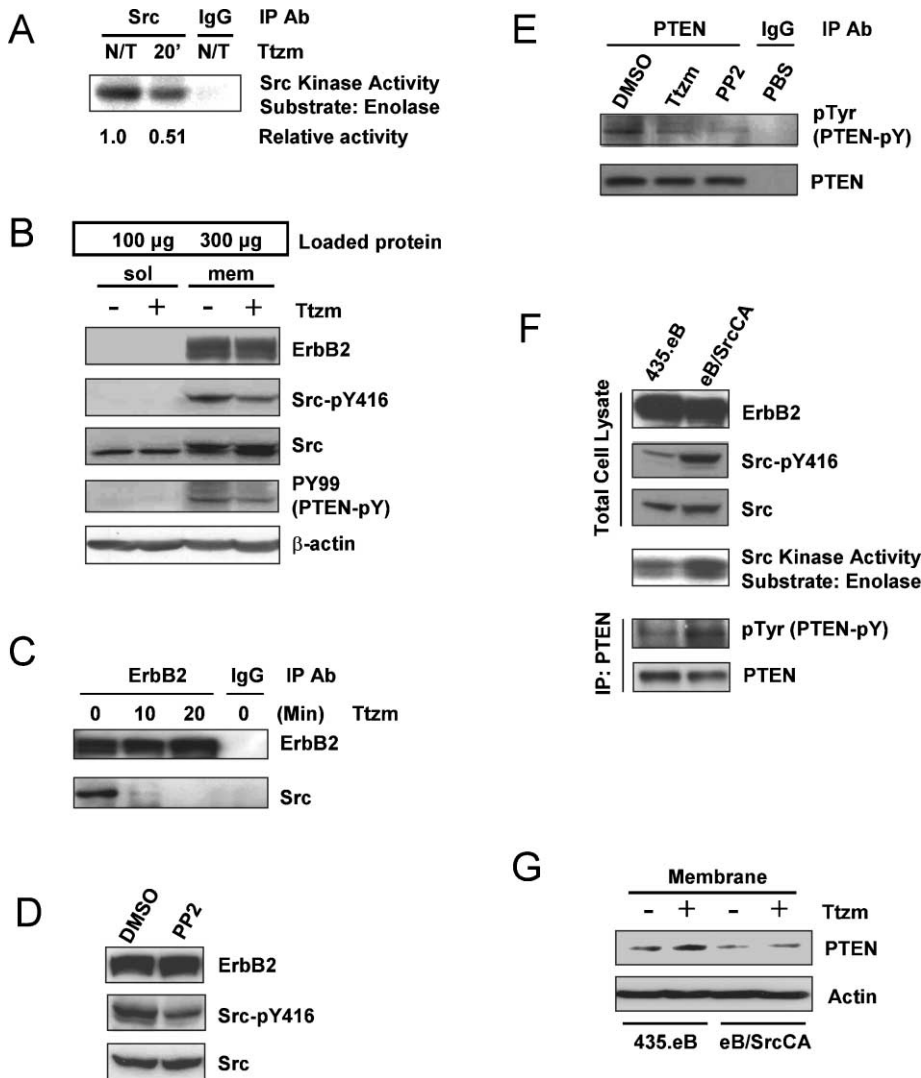 A
Src IgG IP Ab
N/T 20' N/T Ttzm
Src Kinase Activity
Substrate: Enolase
1.0 0.51 Relative activity
B
100 µg 300 µg Loaded protein
sol mem
- + - + Ttzm
ErbB2
Src-pY416
Src
PY99
(PTEN-pY)
β-actin
C
ErbB2 IgG IP Ab
0 10 20 (Min) 0 Ttzm
ErbB2
Src
D
DMSO PP2
ErbB2
Src-pY416
Src
E
PTEN IgG IP Ab
DMSO Ttzm PP2 PBS
pTyr
(PTEN-pY)
PTEN
F
435.eB eB/SrcCA
Total Cell Lysate
ErbB2
Src-pY416
Src
Src Kinase Activity
Substrate: Enolase
IP: PTEN
pTyr (PTEN-pY)
PTEN
G
Membrane
- + - + Ttzm
PTEN
Actin
435.eB eB/SrcCA